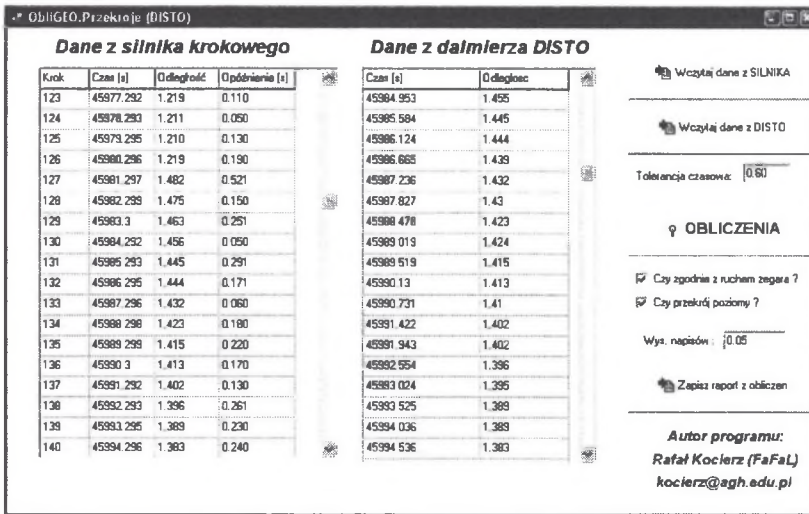 ObliGEO.Przekroje (DISTO)
Dane z silnika krokowego
Krok Czas [s] Odległość Opóźnienie [s]
123 45977.292 1.219 0.110
124 45978.293 1.211 0.050
125 45979.295 1.210 0.130
126 45980.296 1.219 0.190
127 45981.297 1.482 0.521
128 45982.299 1.475 0.150
129 45983.3 1.463 0.251
130 45984.292 1.456 0.050
131 45985.293 1.445 0.291
132 45986.295 1.444 0.171
133 45987.296 1.432 0.060
134 45988.298 1.423 0.180
135 45989.299 1.415 0.220
136 45990.3 1.413 0.170
137 45991.292 1.402 0.130
138 45992.293 1.396 0.261
139 45993.295 1.389 0.230
140 45994.296 1.383 0.240
Dane z dalmierza DISTO
Czas [s] Odleglosc
45984.953 1.455
45985.584 1.445
45986.124 1.444
45986.665 1.439
45987.236 1.432
45987.827 1.43
45988.478 1.423
45989.019 1.424
45989.519 1.415
45990.13 1.413
45990.731 1.41
45991.422 1.402
45991.943 1.402
45992.554 1.396
45993.024 1.395
45993.525 1.389
45994.036 1.389
45994.536 1.383
Wczytaj dane z SILNIKA
Wczytaj dane z DISTO
Tolerancja czasowa: 0.60
OBLICZENIA
Czy zgodnie z ruchem zegara ?
Czy przekrój poziomy ?
Wys. napisów : 0.05
Zapisz raport z obliczen
Autor programu:
Rafał Kocierz (FaFaL)
kocierz@agh.edu.pl